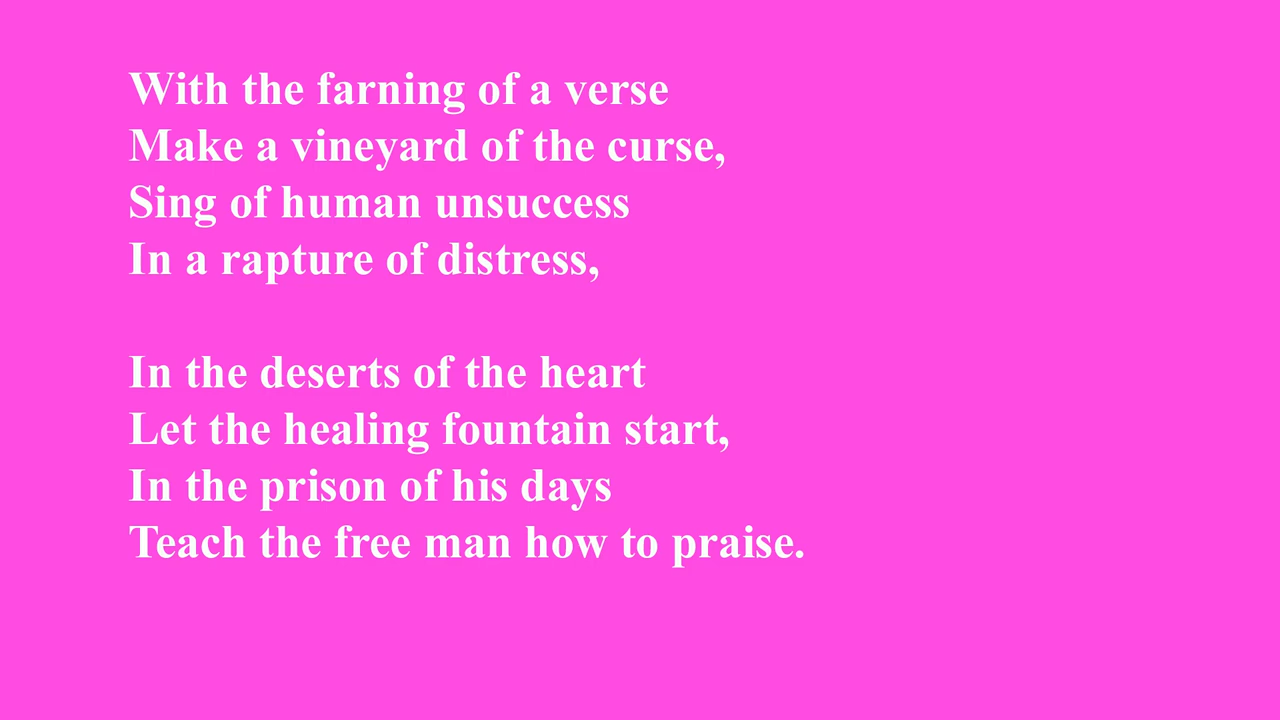 With the farning of a verse
Make a vineyard of the curse,
Sing of human unsuccess
In a rapture of distress,
In the deserts of the heart
Let the healing fountain start,
In the prison of his days
Teach the free man how to praise.